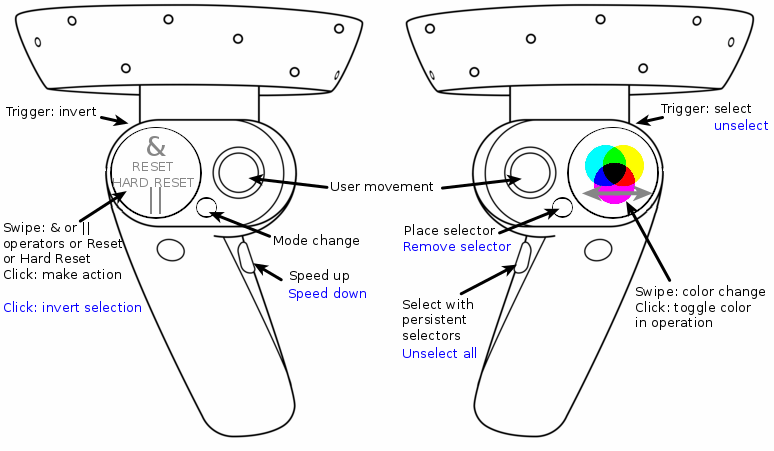 Trigger: invert
&
RESET
HARD RESET
||
Swipe: & or ||
operators or Reset
or Hard Reset
Click: make action
Click: invert selection
Mode change
Speed up
Speed down
User movement
Trigger: select
unselect
Place selector
Remove selector
Select with
persistent
selectors
Unselect all
Swipe: color change
Click: toggle color
in operation